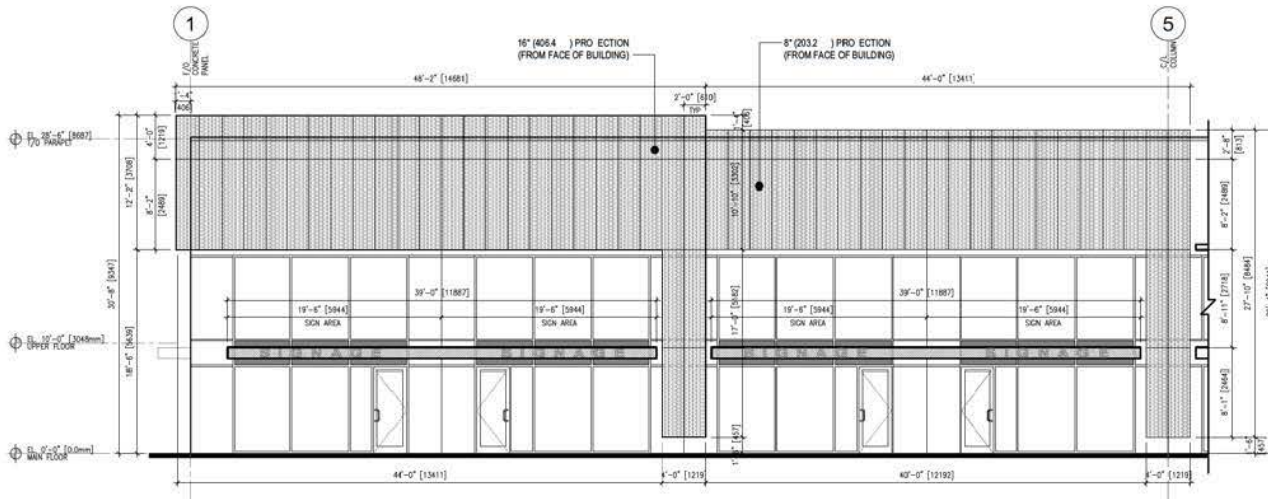 1
5
F/O CONCRETE PANEL
C/L COLUMN
16" (406.4 ) PRO ECTION
(FROM FACE OF BUILDING)
8" (203.2 ) PRO ECTION
(FROM FACE OF BUILDING)
48'-2" [14681]
44'-0" [13411]
[406]
2'-0" [610]
TYP
[406]
EL 28'-6" [8687]
T/O PARAPET
4'-0"
[1219]
12'-2" [3708]
8'-2"
[2489]
10'-10" [3302]
2'-8"
[813]
8'-2" [2489]
30'-8" [9347]
18'-6" [5639]
17'-0" [5182]
8'-11" [2718]
27'-10" [8484]
39'-0" [11887]
39'-0" [11887]
19'-6" [5944]
19'-6" [5944]
19'-6" [5944]
19'-6" [5944]
SIGN AREA
SIGN AREA
SIGN AREA
SIGN AREA
EL 10'-0" [3048mm]
UPPER FLOOR
SIGNAGE
SIGNAGE
SIGNAGE
SIGNAGE
8'-1" [2464]
EL 0'-0" [0.0mm]
MAIN FLOOR
1'-6" [457]
[457]
44'-0" [13411]
4'-0" [1219]
40'-0" [12192]
4'-0" [1219]